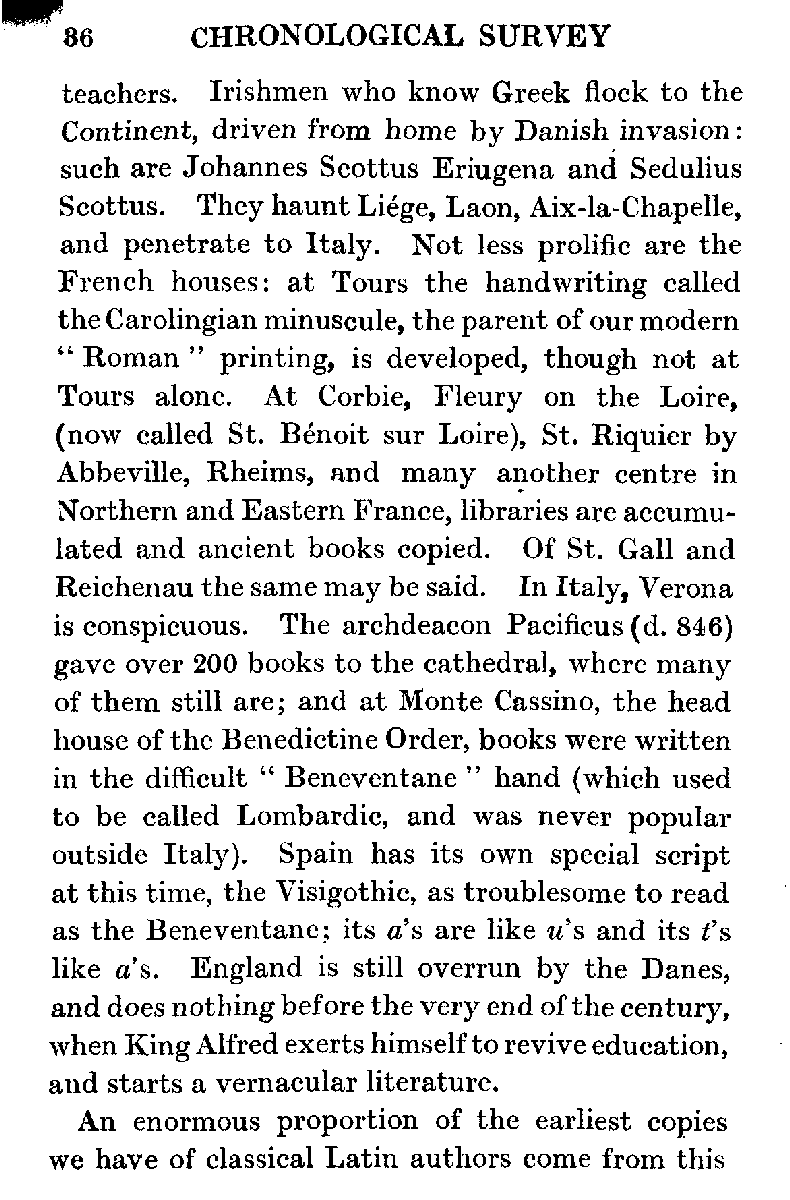 86 CHRONOLOGICAL SURVEY
teachers. Irishmen who know Greek flock to the
Continent, driven from home by Danish invasion:
such are Johannes Scottus Eriugena and Sedulius
Scottus. They haunt Liége, Laon, Aix-la-Chapelle,
and penetrate to Italy. Not less prolific are the
French houses: at Tours the handwriting called
the Carolingian minuscule, the parent of our modern
“ Roman ” printing, is developed, though not at
Tours alone. At Corbie, Fleury on the Loire,
(now called St. Bénoit sur Loire), St. Riquier by
Abbeville, Rheims, and many another centre in
Northern and Eastern France, libraries are accumu-
lated and ancient books copied. Of St. Gall and
Reichenau the same may be said. In Italy, Verona
is conspicuous. The archdeacon Pacificus (d. 846)
gave over 200 books to the cathedral, where many
of them still are; and at Monte Cassino, the head
house of the Benedictine Order, books were written
in the difficult “ Beneventane ” hand (which used
to be called Lombardic, and was never popular
outside Italy). Spain has its own special script
at this time, the Visigothic, as troublesome to read
as the Beneventane; its a's are like u's and its t's
like a's. England is still overrun by the Danes,
and does nothing before the very end of the century,
when King Alfred exerts himself to revive education,
and starts a vernacular literature.
An enormous proportion of the earliest copies
we have of classical Latin authors come from this